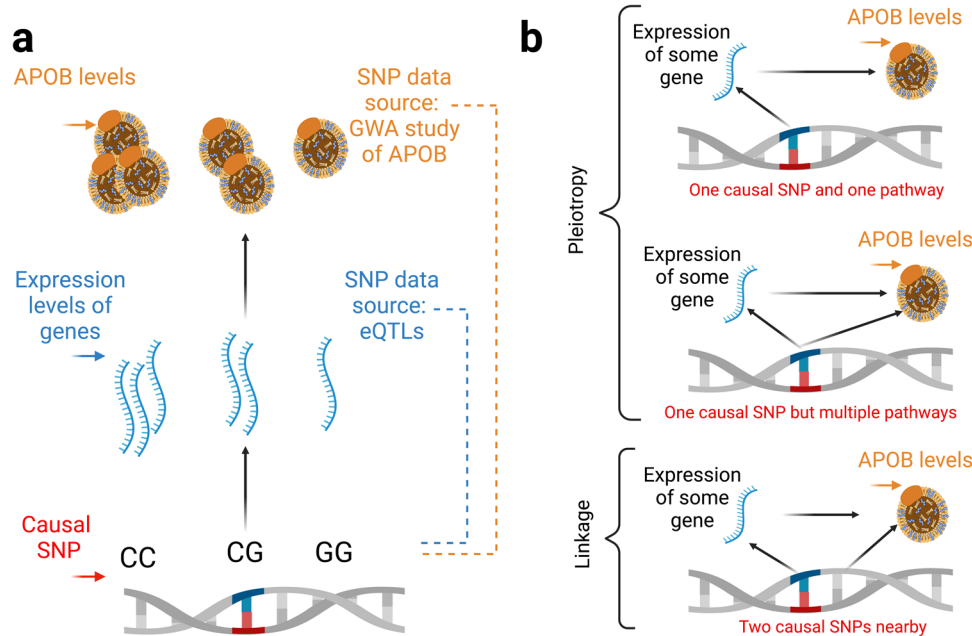 a
APOB levels
SNP data
source:
GWA study
of APOB
Expression
levels of
genes
SNP data
source:
eQTLs
Causal
SNP
CC
CG
GG
b
Pleiotropy
Expression
of some
gene
APOB levels
One causal SNP and one pathway
Expression
of some
gene
APOB levels
One causal SNP but multiple pathways
Linkage
Expression
of some
gene
APOB levels
Two causal SNPs nearby